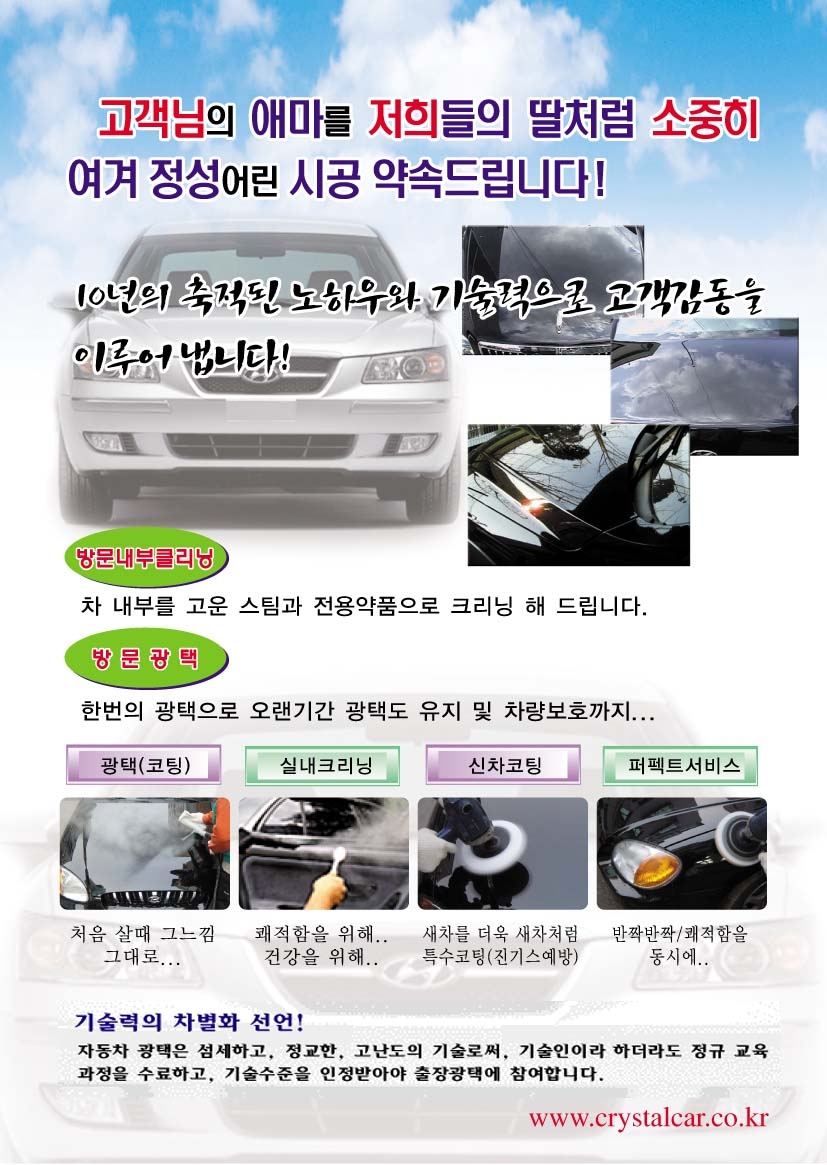 고객님의 애마를 저희들의 딸처럼 소중히
여겨 정성어린 시공 약속드립니다!
10년의 축적된 노하우와 기술력으로 고객감동을
이루어 냅니다!
방문내부클리닝
차 내부를 고운 스팀과 전용약품으로 크리닝 해 드립니다.
방 문 광 택
한번의 광택으로 오랜기간 광택도 유지 및 차량보호까지...
광택(코팅)
실내크리닝
신차코팅
퍼펙트서비스
처음 살때 그느낌
그대로...
쾌적함을 위해..
건강을 위해..
새차를 더욱 새차처럼
특수코팅(진기스예방)
반짝반짝/쾌적함을
동시에..
기술력의 차별화 선언!
자동차 광택은 섬세하고, 정교한, 고난도의 기술로써, 기술인이라 하더라도 정규 교육
과정을 수료하고, 기술수준을 인정받아야 출장광택에 참여합니다.
www.crystalcar.co.kr